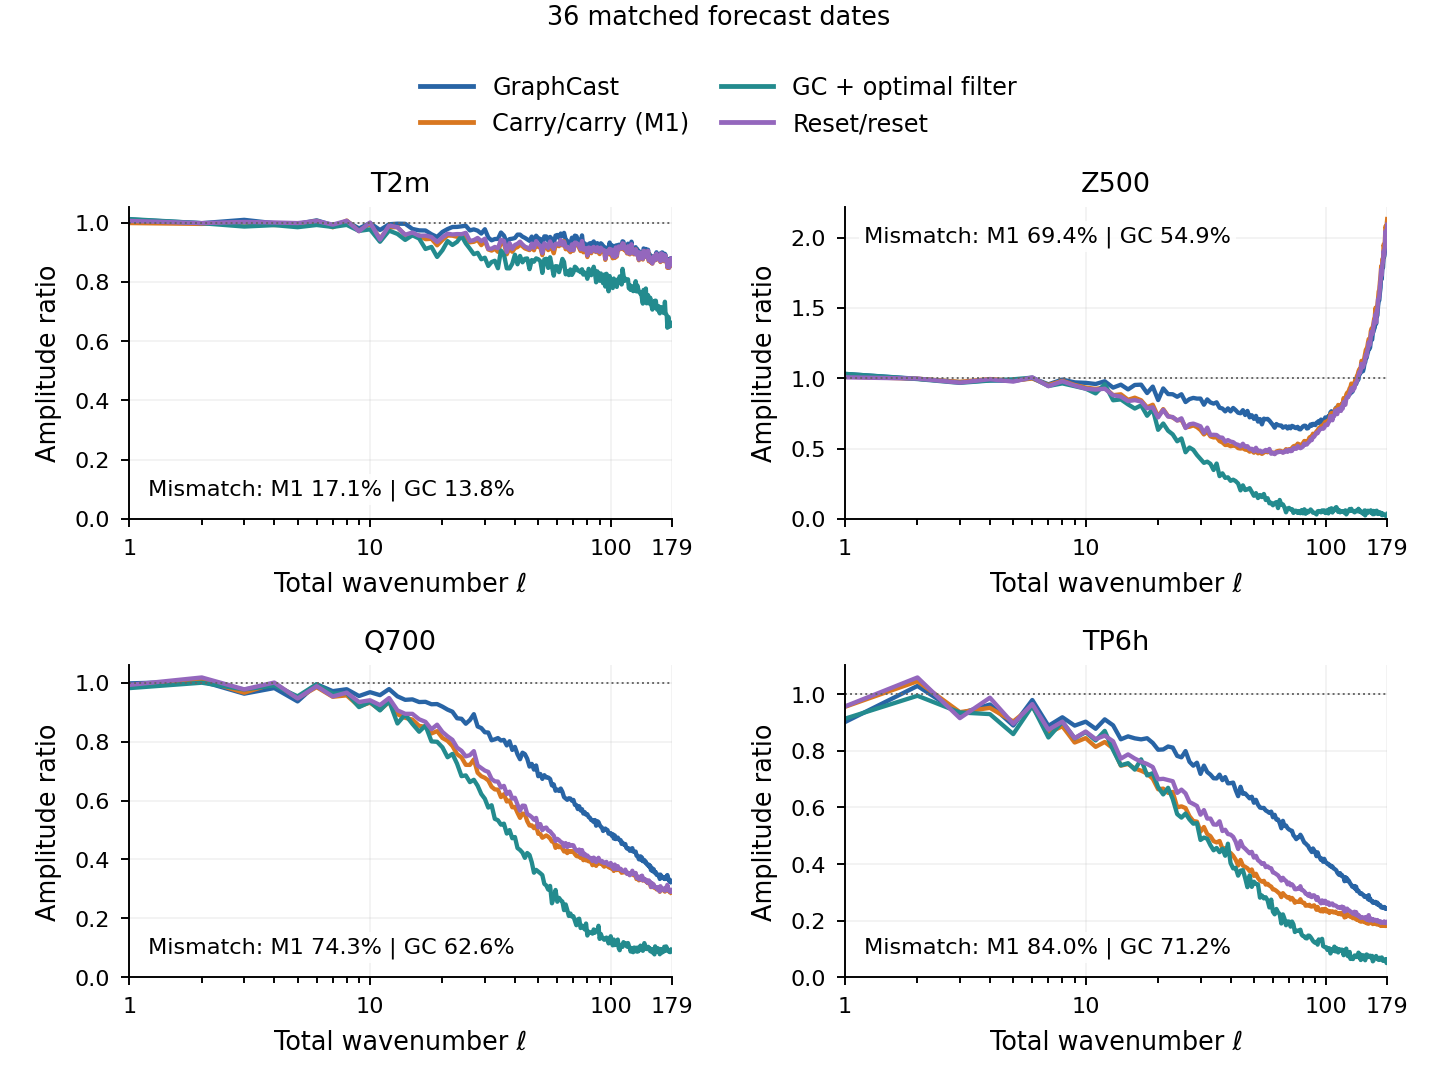 36 matched forecast dates
GraphCast
GC + optimal filter
Carry/carry (M1)
Reset/reset
T2m
Amplitude ratio
1.0
0.8
0.6
0.4
0.2
0.0
Mismatch: M1 17.1% | GC 13.8%
1 10 100 179
Total wavenumber ℓ
Z500
Amplitude ratio
2.0
1.5
1.0
0.5
0.0
Mismatch: M1 69.4% | GC 54.9%
1 10 100 179
Total wavenumber ℓ
Q700
Amplitude ratio
1.0
0.8
0.6
0.4
0.2
0.0
Mismatch: M1 74.3% | GC 62.6%
1 10 100 179
Total wavenumber ℓ
TP6h
Amplitude ratio
1.0
0.8
0.6
0.4
0.2
0.0
Mismatch: M1 84.0% | GC 71.2%
1 10 100 179
Total wavenumber ℓ